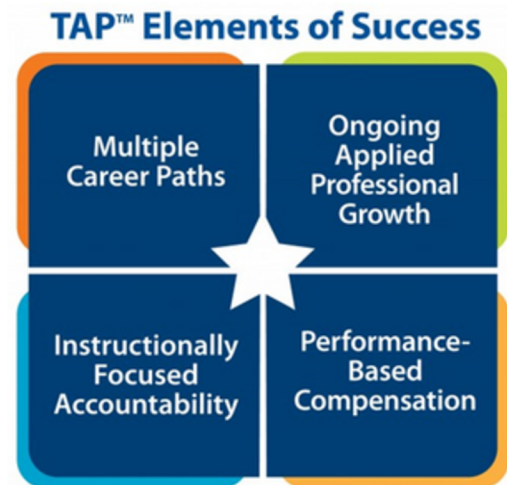 TAP™ Elements of Success
Multiple
Career Paths
Ongoing
Applied
Professional
Growth
Instructionally
Focused
Accountability
Performance-
Based
Compensation